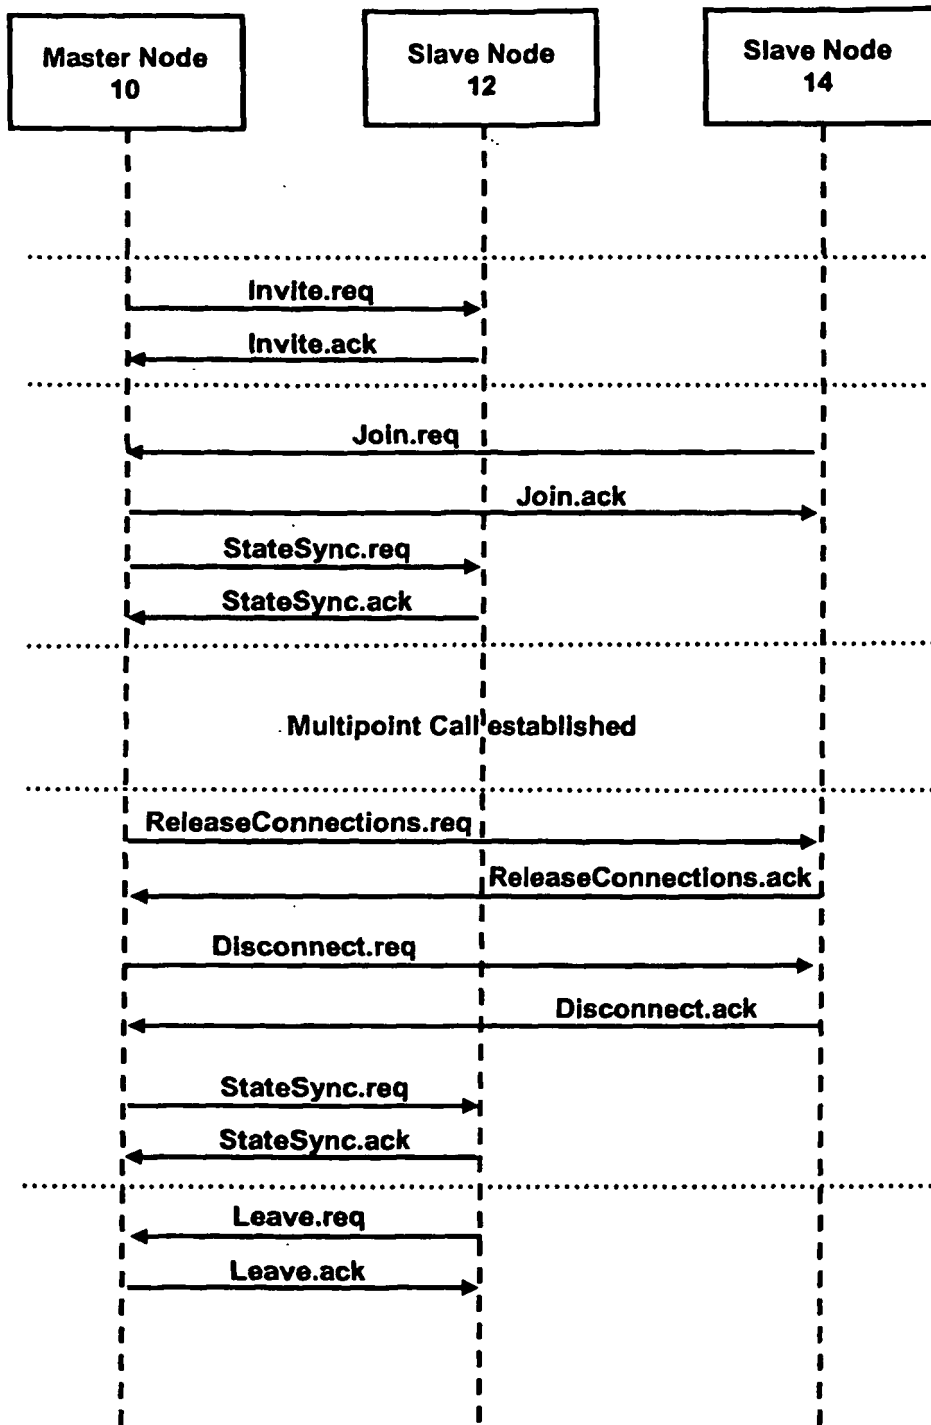 Master Node
10
Slave Node
12
Slave Node
14
Invite.req
Invite.ack
Join.req
Join.ack
StateSync.req
StateSync.ack
Multipoint Call established
ReleaseConnections.req
ReleaseConnections.ack
Disconnect.req
Disconnect.ack
StateSync.req
StateSync.ack
Leave.req
Leave.ack